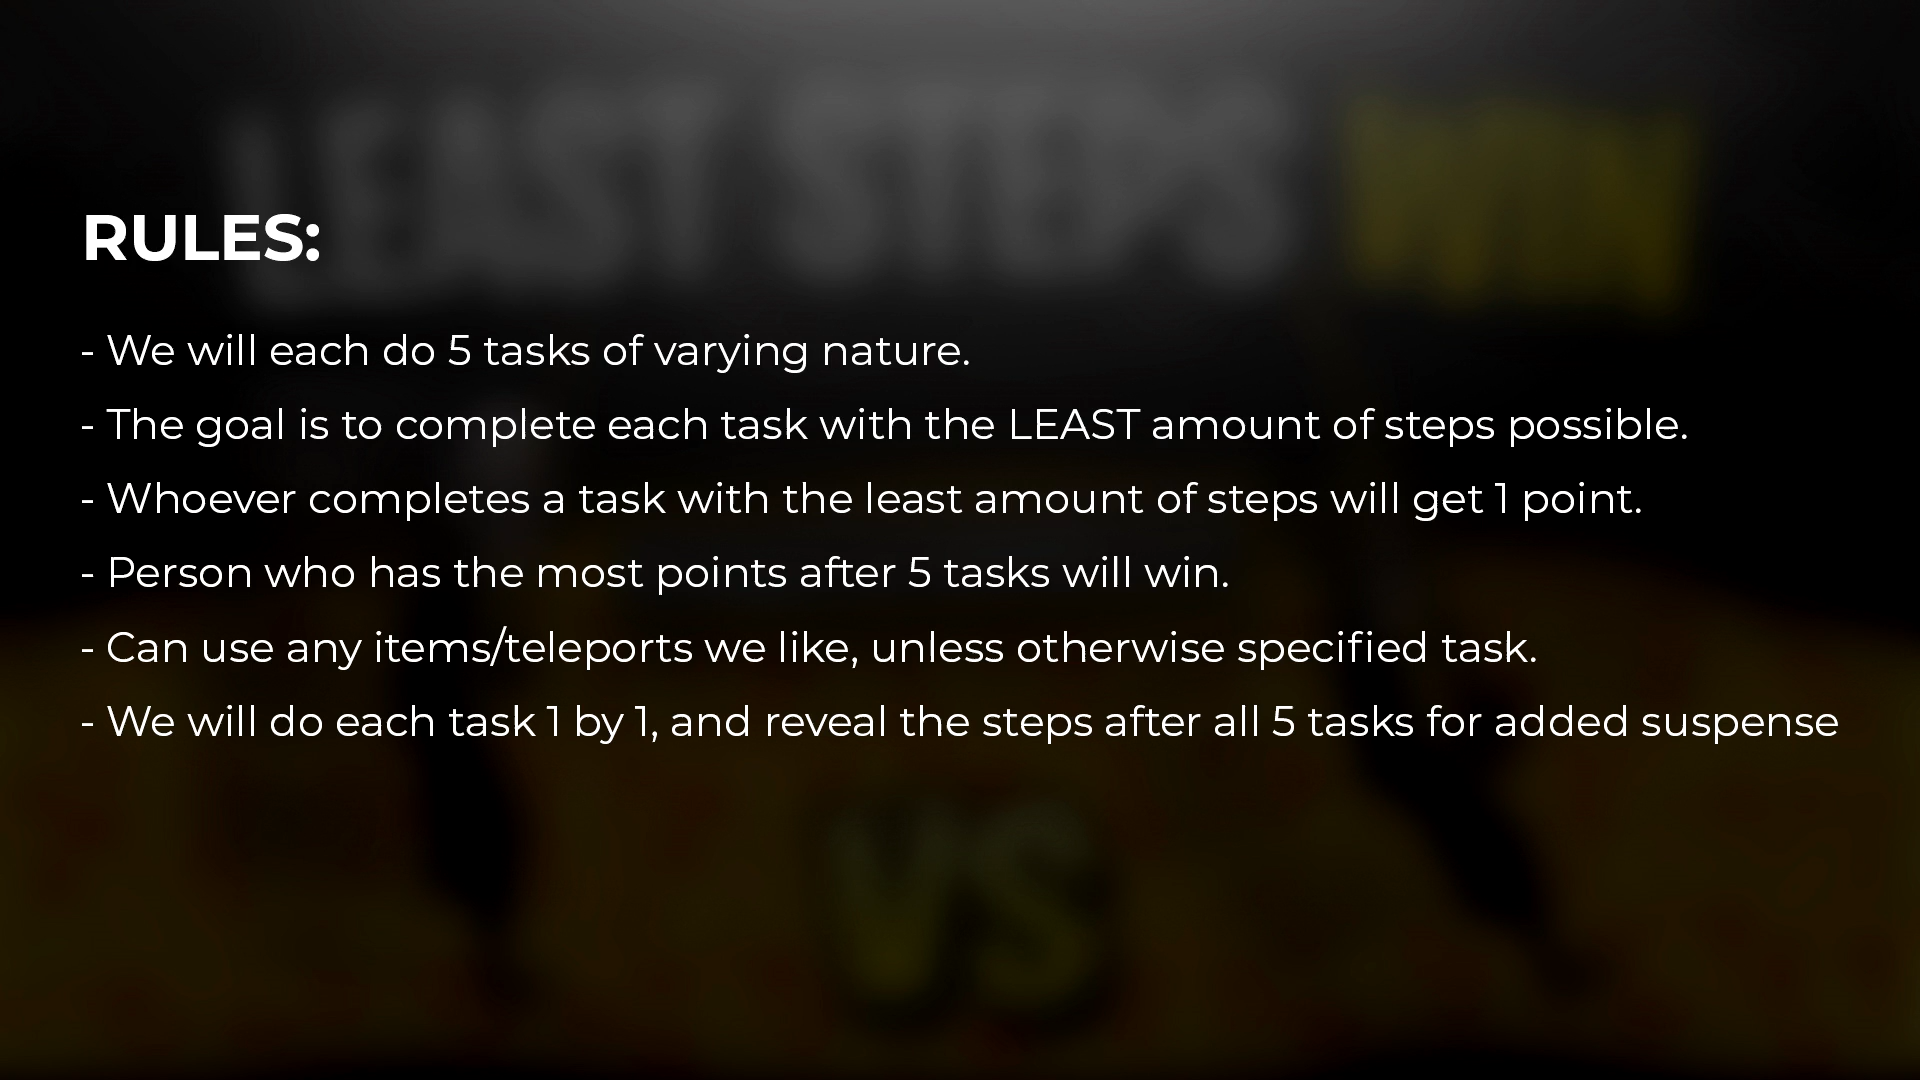 LEAST STEPS WIN
RULES:
- We will each do 5 tasks of varying nature.
- The goal is to complete each task with the LEAST amount of steps possible.
- Whoever completes a task with the least amount of steps will get 1 point.
- Person who has the most points after 5 tasks will win.
- Can use any items/teleports we like, unless otherwise specified task.
- We will do each task 1 by 1, and reveal the steps after all 5 tasks for added suspense
VS